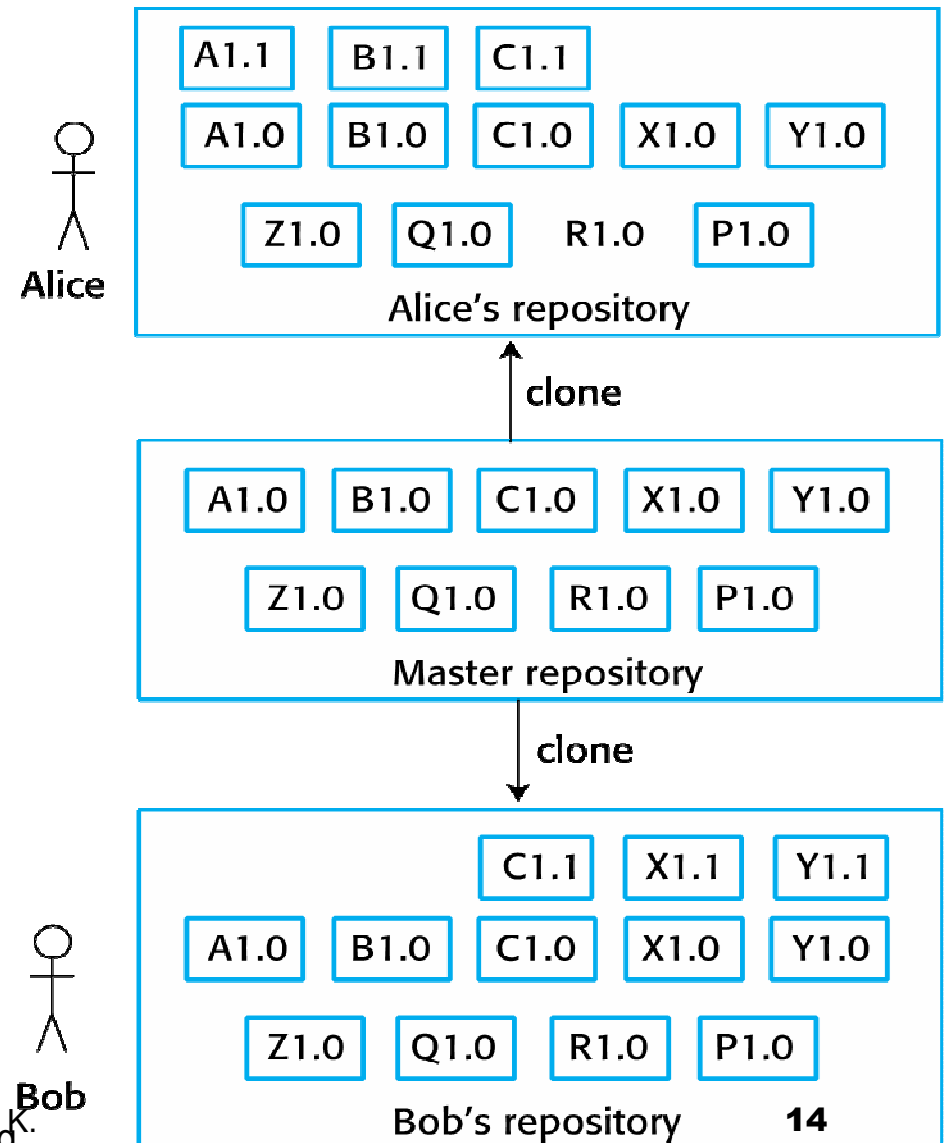 A1.1 B1.1 C1.1
A1.0 B1.0 C1.0 X1.0 Y1.0
Z1.0 Q1.0 R1.0 P1.0
Alice
Alice's repository
clone
A1.0 B1.0 C1.0 X1.0 Y1.0
Z1.0 Q1.0 R1.0 P1.0
Master repository
clone
C1.1 X1.1 Y1.1
A1.0 B1.0 C1.0 X1.0 Y1.0
Z1.0 Q1.0 R1.0 P1.0
Bob
K.
Bob's repository 14